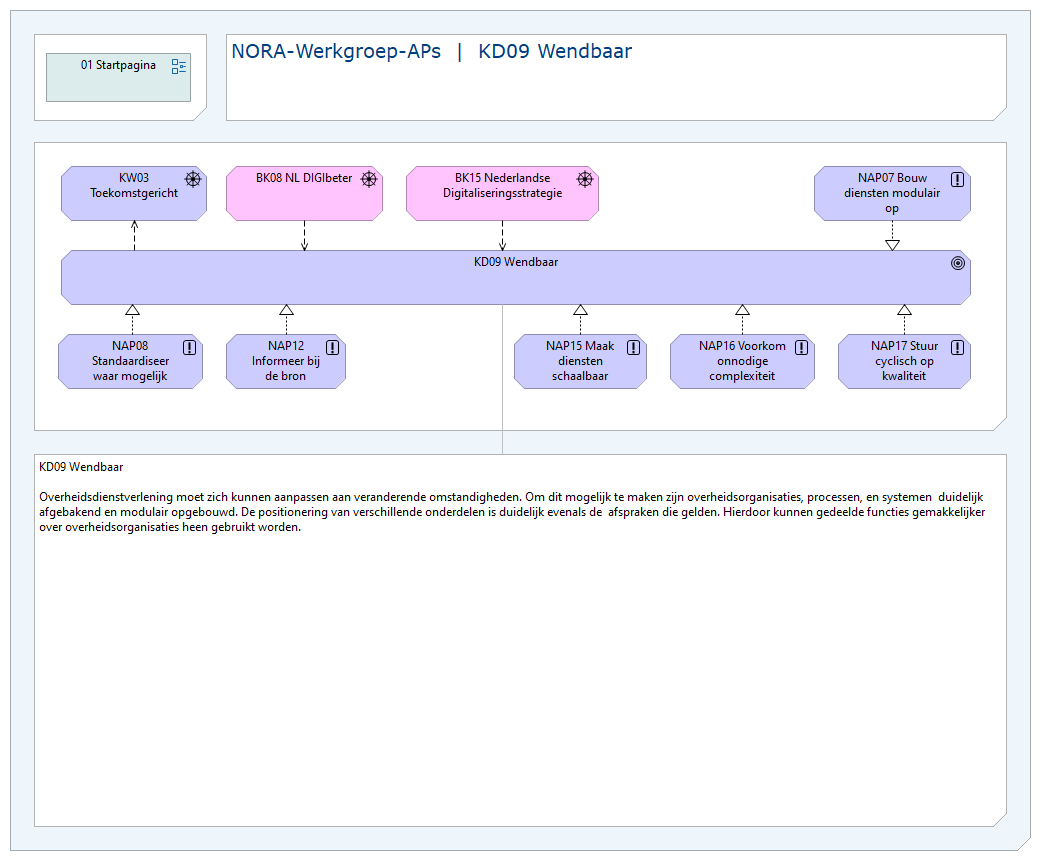 01 Startpagina
NORA-Werkgroep-APs | KD09 Wendbaar
KW03
Toekomstgericht
BK08 NL DIGIbeter
BK15 Nederlandse
Digitaliseringsstrategie
NAP07 Bouw
diensten modulair
op
KD09 Wendbaar
NAP08
Standaardiseer
waar mogelijk
NAP12
Informeer bij
de bron
NAP15 Maak
diensten
schaalbaar
NAP16 Voorkom
onnodige
complexiteit
NAP17 Stuur
cyclisch op
kwaliteit
KD09 Wendbaar
Overheidsdienstverlening moet zich kunnen aanpassen aan veranderende omstandigheden. Om dit mogelijk te maken zijn overheidsorganisaties, processen, en systemen  duidelijk
afgebakend en modulair opgebouwd. De positionering van verschillende onderdelen is duidelijk evenals de  afspraken die gelden. Hierdoor kunnen gedeelde functies gemakkelijker
over overheidsorganisaties heen gebruikt worden.